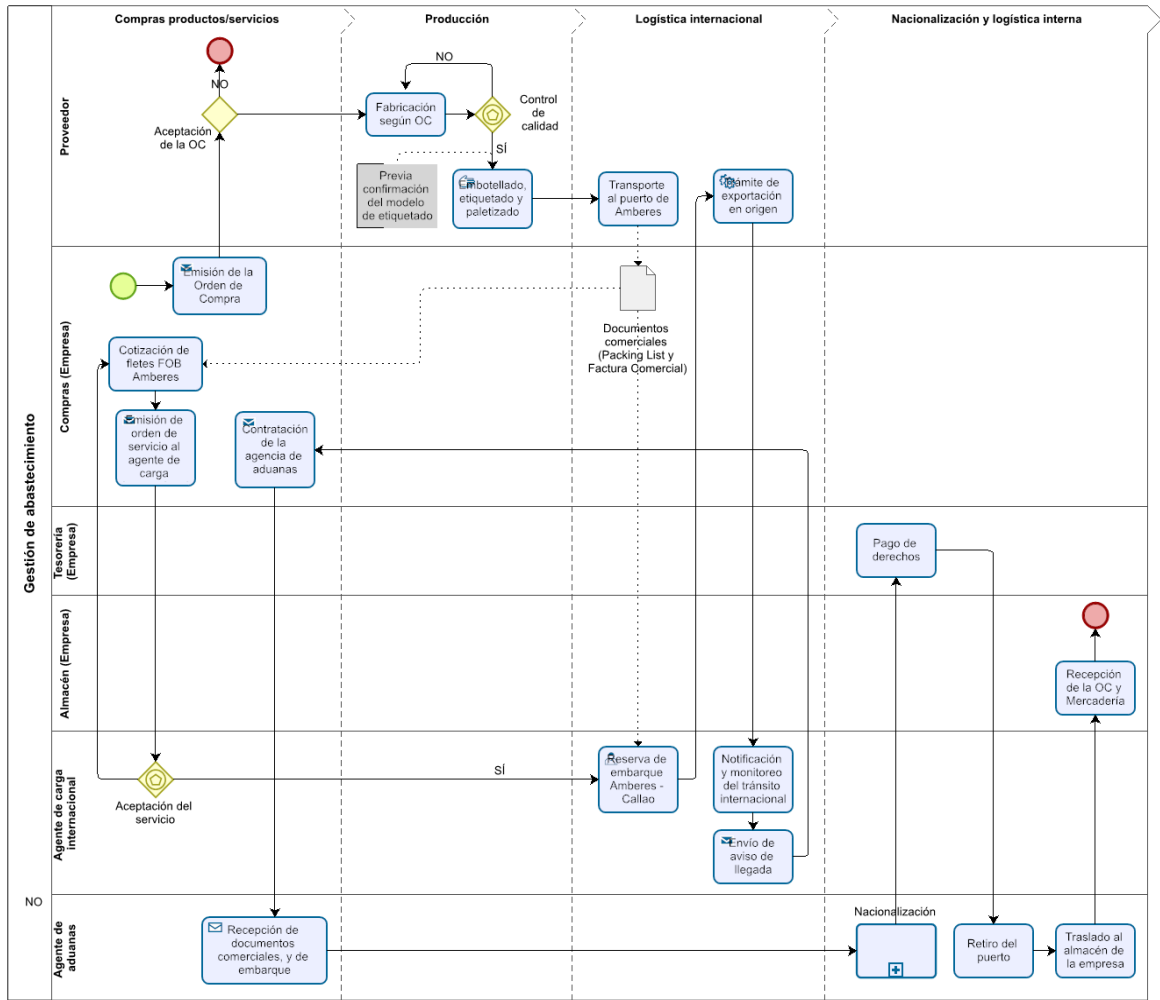 Compras productos/servicios
Producción
Logística internacional
Nacionalización y logística interna
Gestión de abastecimiento
Proveedor
NO
Aceptación
de la OC
NO
Fabricación
según OC
Control
de
calidad
SÍ
Previa
confirmación
del modelo
de etiquetado
Embotellado,
etiquetado y
paletizado
Transporte
al puerto de
Amberes
Trámite de
exportación
en origen
Compras (Empresa)
Emisión de la
Orden de
Compra
Documentos
comerciales
(Packing List y
Factura Comercial)
Cotización de
fletes FOB
Amberes
Emisión de
orden de
servicio al
agente de
carga
Contratación
de la
agencia de
aduanas
Tesorería
(Empresa)
Pago de
derechos
Almacén (Empresa)
Recepción
de la OC y
Mercadería
Agente de carga
internacional
Aceptación del
servicio
SÍ
Reserva de
embarque
Amberes -
Callao
Notificación
y monitoreo
del tránsito
internacional
Envío de
aviso de
llegada
NO
Agente de
aduanas
Recepción de
documentos
comerciales, y de
embarque
Nacionalización
Retiro del
puerto
Traslado al
almacén de
la empresa